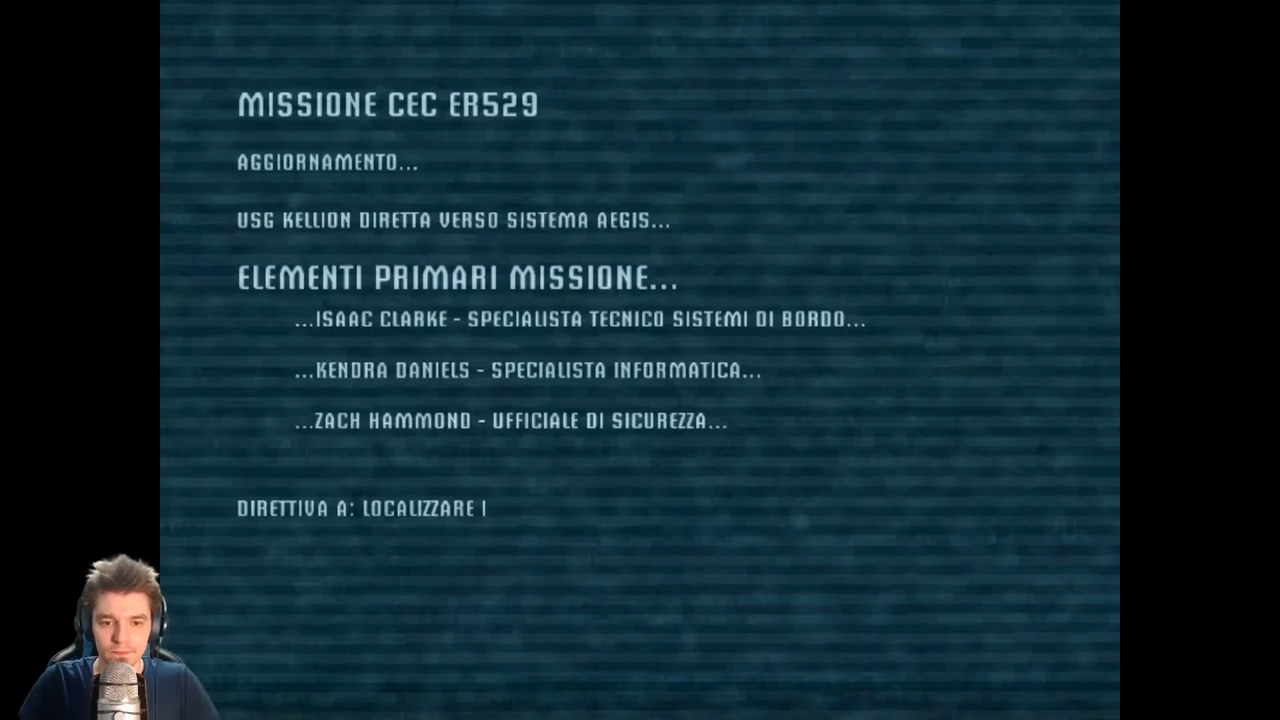 MISSIONE CEC ER529
AGGIORNAMENTO...
USG KELLION DIRETTA VERSO SISTEMA AEGIS...
ELEMENTI PRIMARI MISSIONE...
...ISAAC CLARKE - SPECIALISTA TECNICO SISTEMI DI BORDO...
...KENDRA DANIELS - SPECIALISTA INFORMATICA...
...ZACH HAMMOND - UFFICIALE DI SICUREZZA...
DIRETTIVA A: LOCALIZZARE I